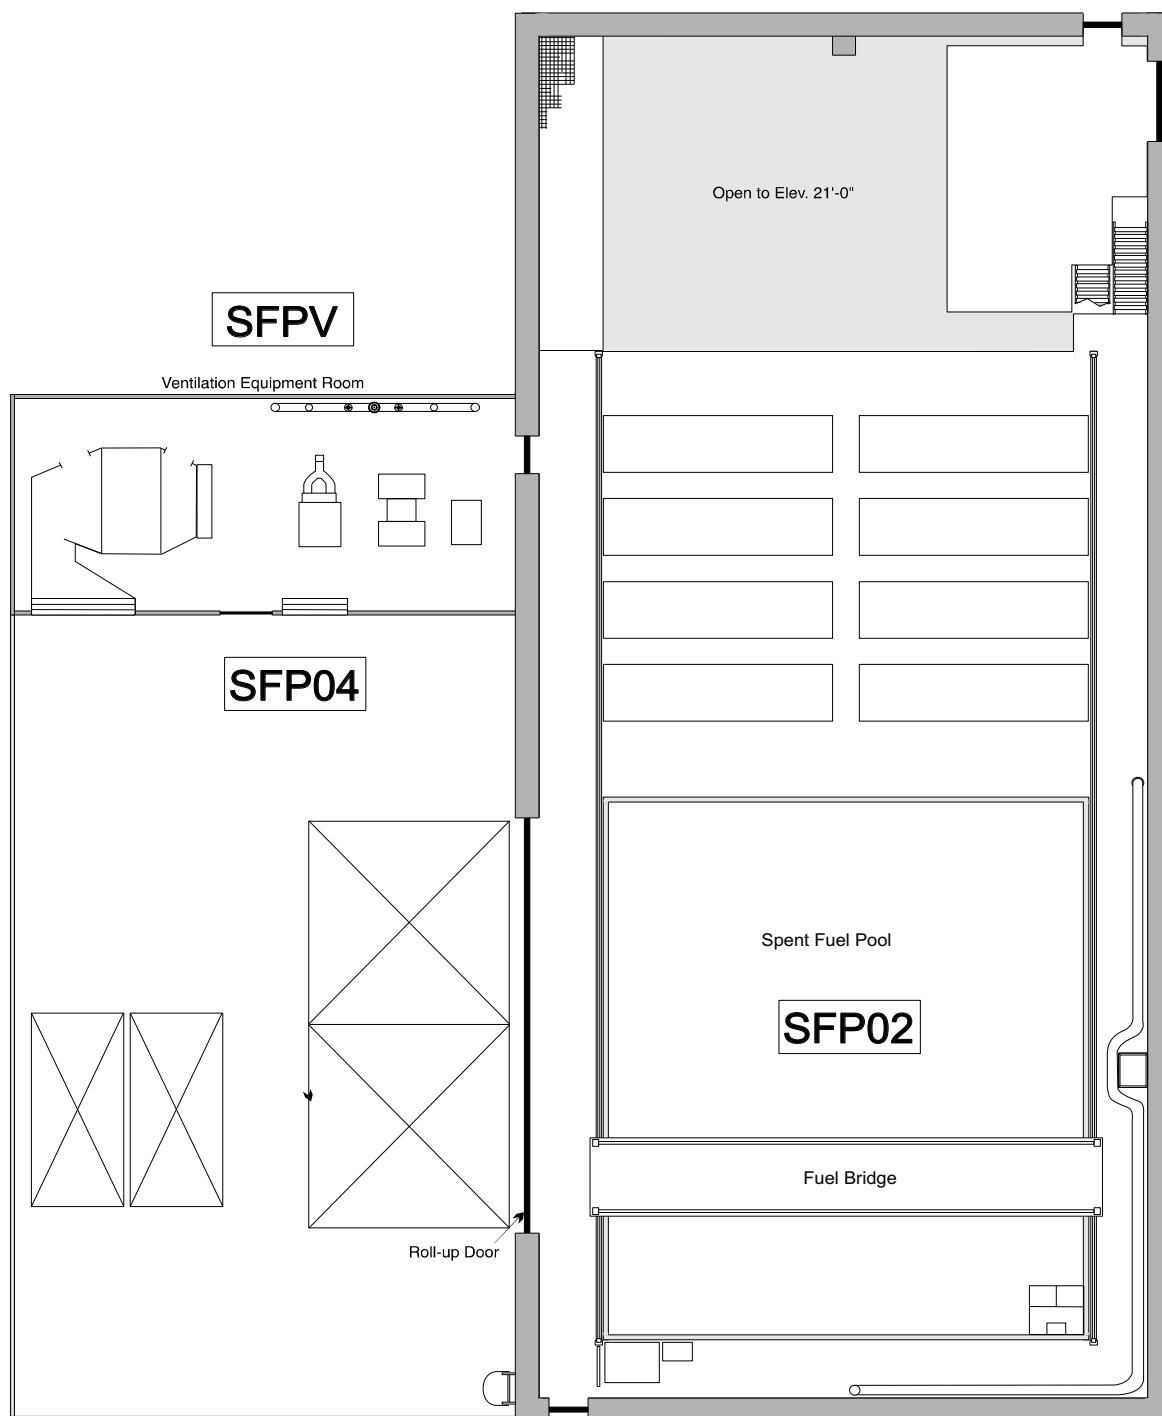 Open to Elev. 21'-0"
SFPV
Ventilation Equipment Room
SFP04
Spent Fuel Pool
SFP02
Fuel Bridge
Roll-up Door